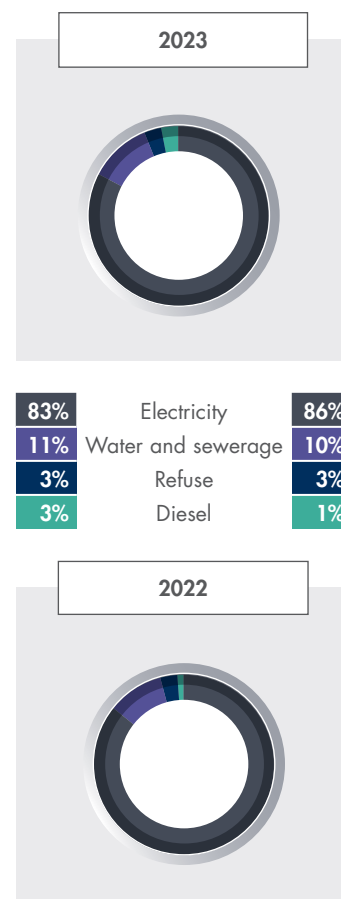 2023
83% Electricity 86%
11% Water and sewerage 10%
3% Refuse 3%
3% Diesel 1%
2022